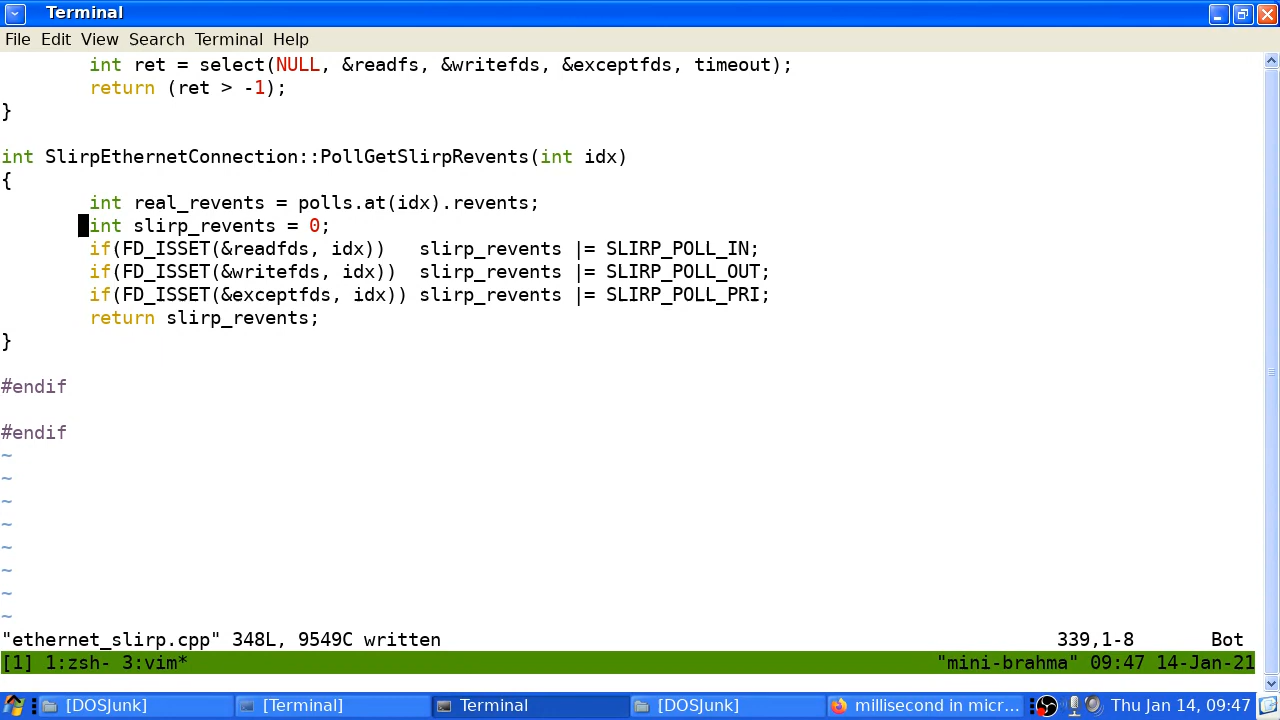 Terminal
File Edit View Search Terminal Help
        int ret = select(NULL, &readfs, &writefds, &exceptfds, timeout);
        return (ret > -1);
}
int SlirpEthernetConnection::PollGetSlirpRevents(int idx)
{
        int real_revents = polls.at(idx).revents;
        int slirp_revents = 0;
        if(FD_ISSET(&readfds, idx))   slirp_revents |= SLIRP_POLL_IN;
        if(FD_ISSET(&writefds, idx))  slirp_revents |= SLIRP_POLL_OUT;
        if(FD_ISSET(&exceptfds, idx)) slirp_revents |= SLIRP_POLL_PRI;
        return slirp_revents;
}
#endif
#endif
~
~
~
~
~
~
~
~
"ethernet_slirp.cpp" 348L, 9549C written 339,1-8 Bot
[1] 1:zsh- 3:vim* "mini-brahma" 09:47 14-Jan-21
[DOSJunk] [Terminal] Terminal [DOSJunk] millisecond in micr... Thu Jan 14, 09:47